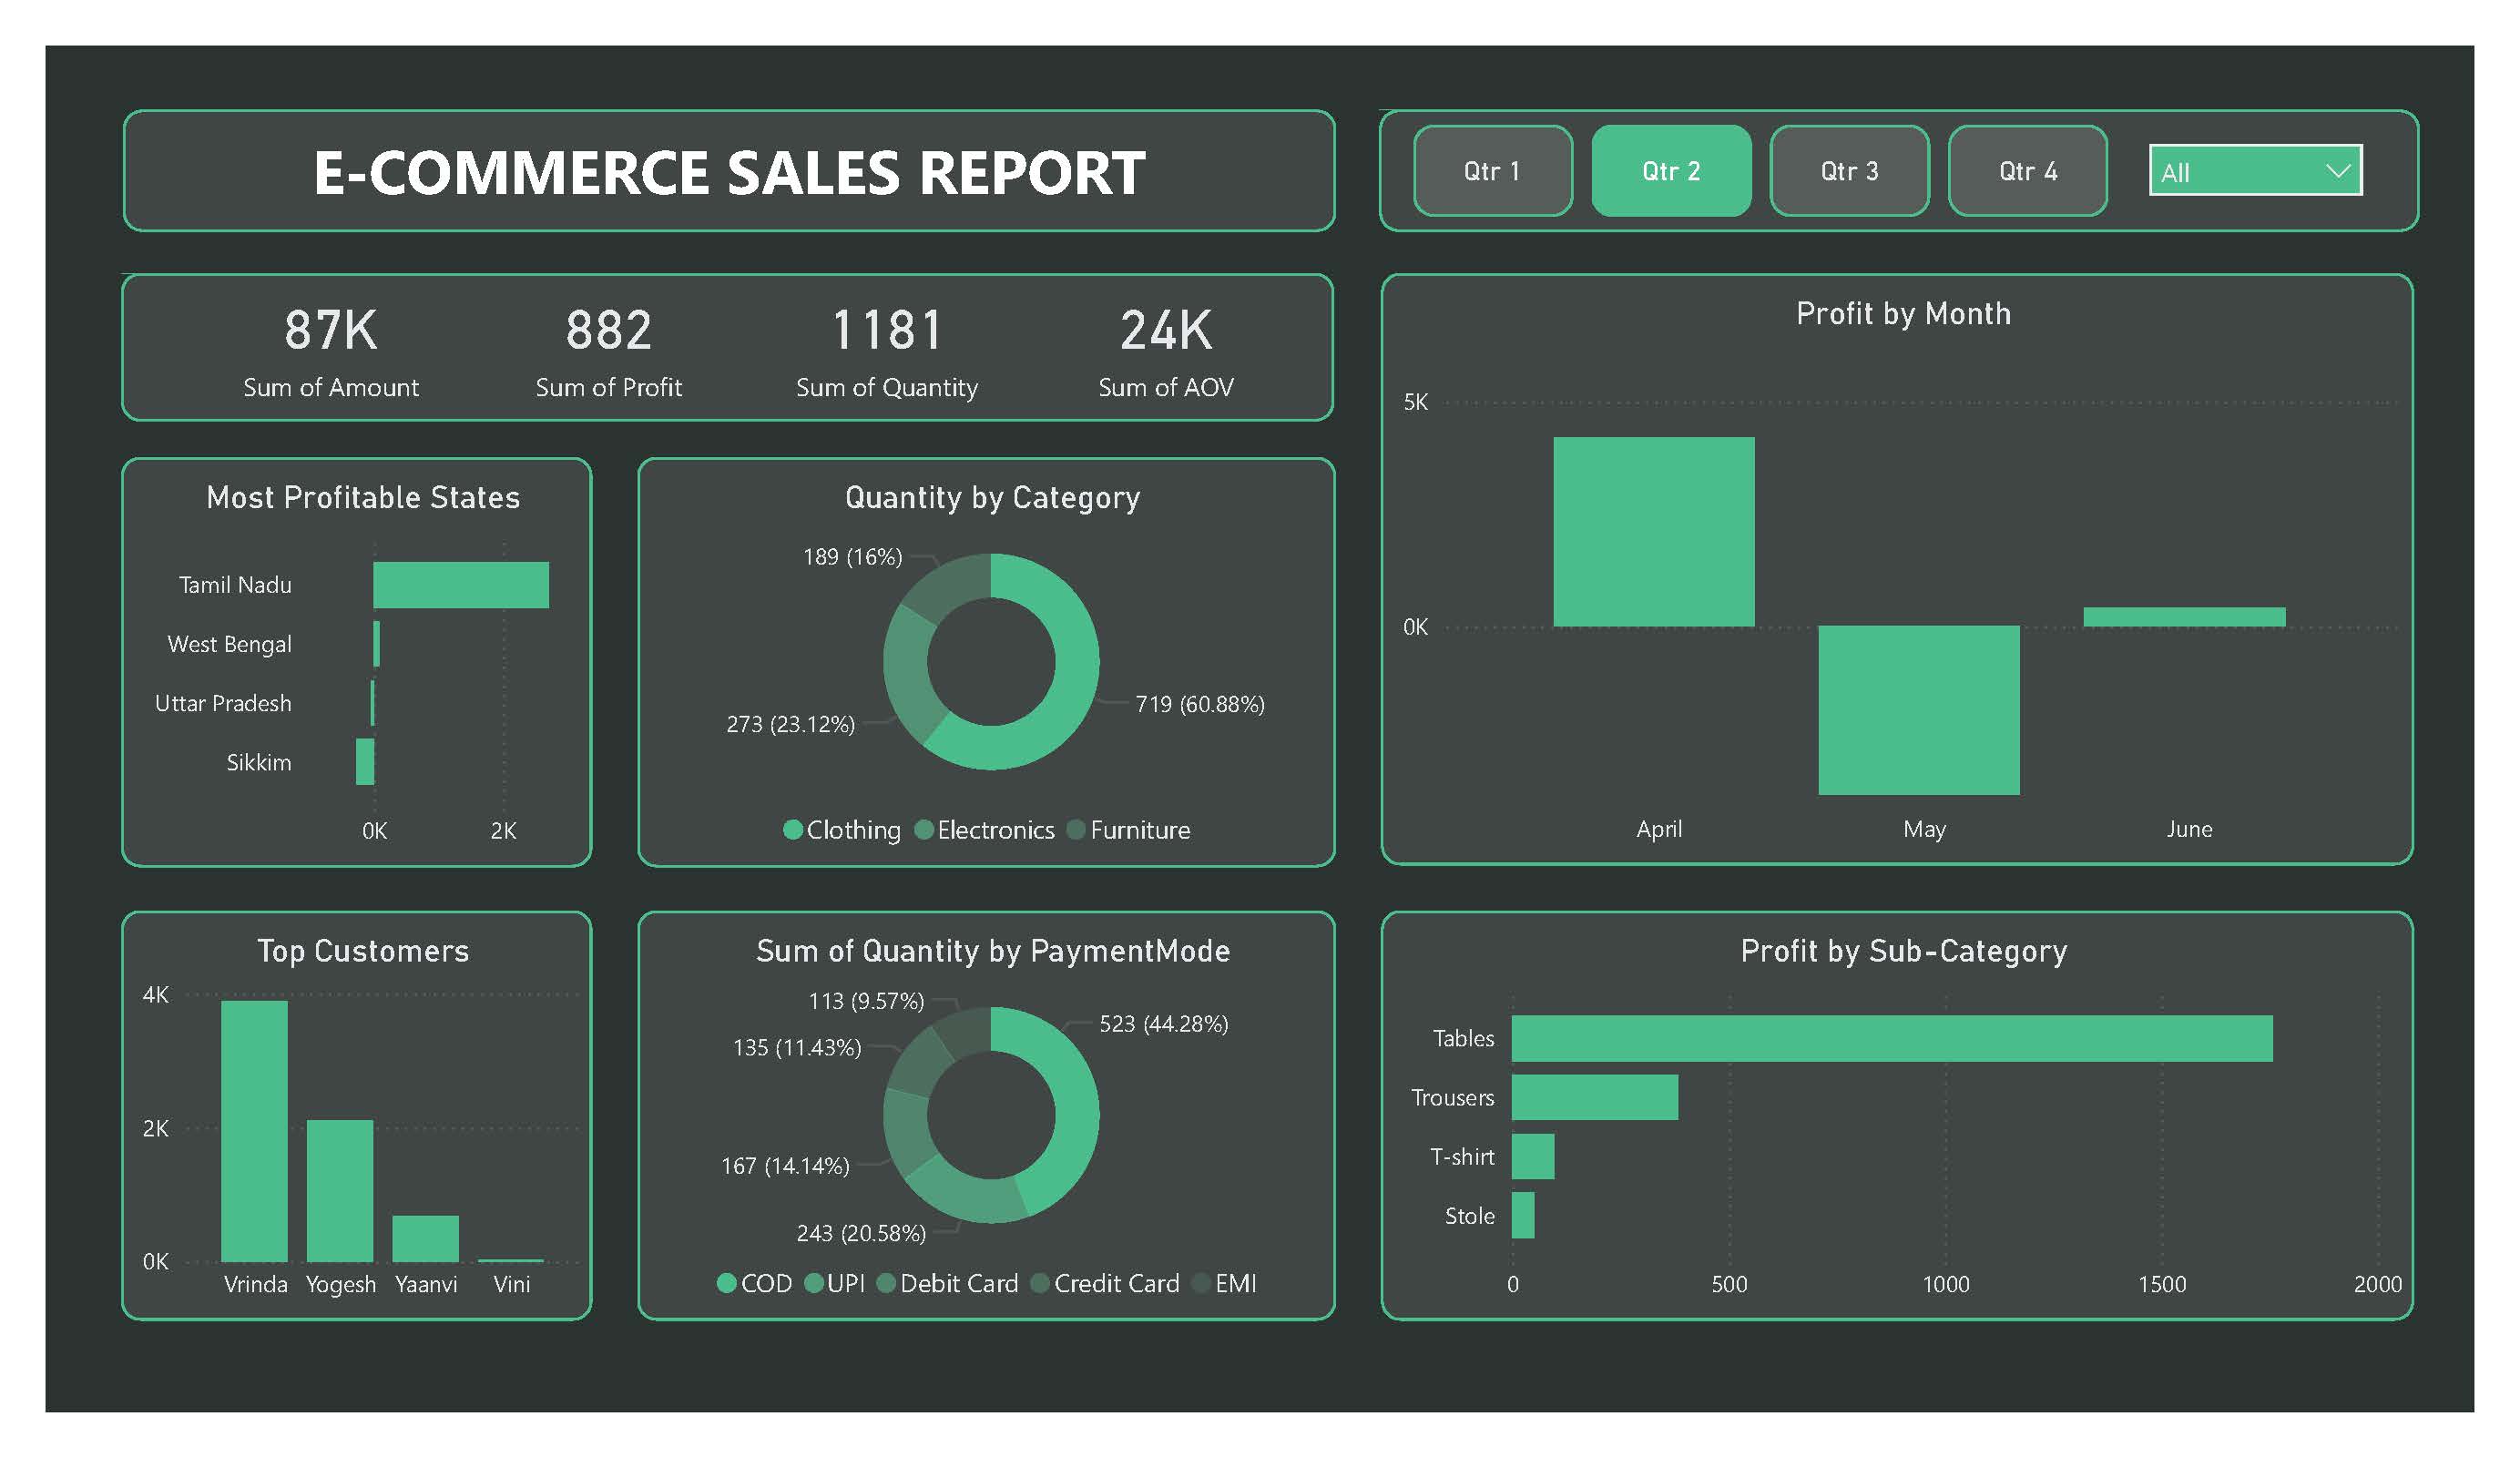 E-COMMERCE SALES REPORT
Qtr 1
Qtr 2
Qtr 3
Qtr 4
All
87K
Sum of Amount
882
Sum of Profit
1181
Sum of Quantity
24K
Sum of AOV
Profit by Month
5K
0K
April
May
June
Most Profitable States
Tamil Nadu
West Bengal
Uttar Pradesh
Sikkim
0K
2K
Quantity by Category
189 (16%)
719 (60.88%)
273 (23.12%)
Clothing
Electronics
Furniture
Top Customers
4K
2K
0K
Vrinda
Yogesh
Yaanvi
Vini
Sum of Quantity by PaymentMode
113 (9.57%)
523 (44.28%)
135 (11.43%)
167 (14.14%)
243 (20.58%)
COD
UPI
Debit Card
Credit Card
EMI
Profit by Sub-Category
Tables
Trousers
T-shirt
Stole
0
500
1000
1500
2000